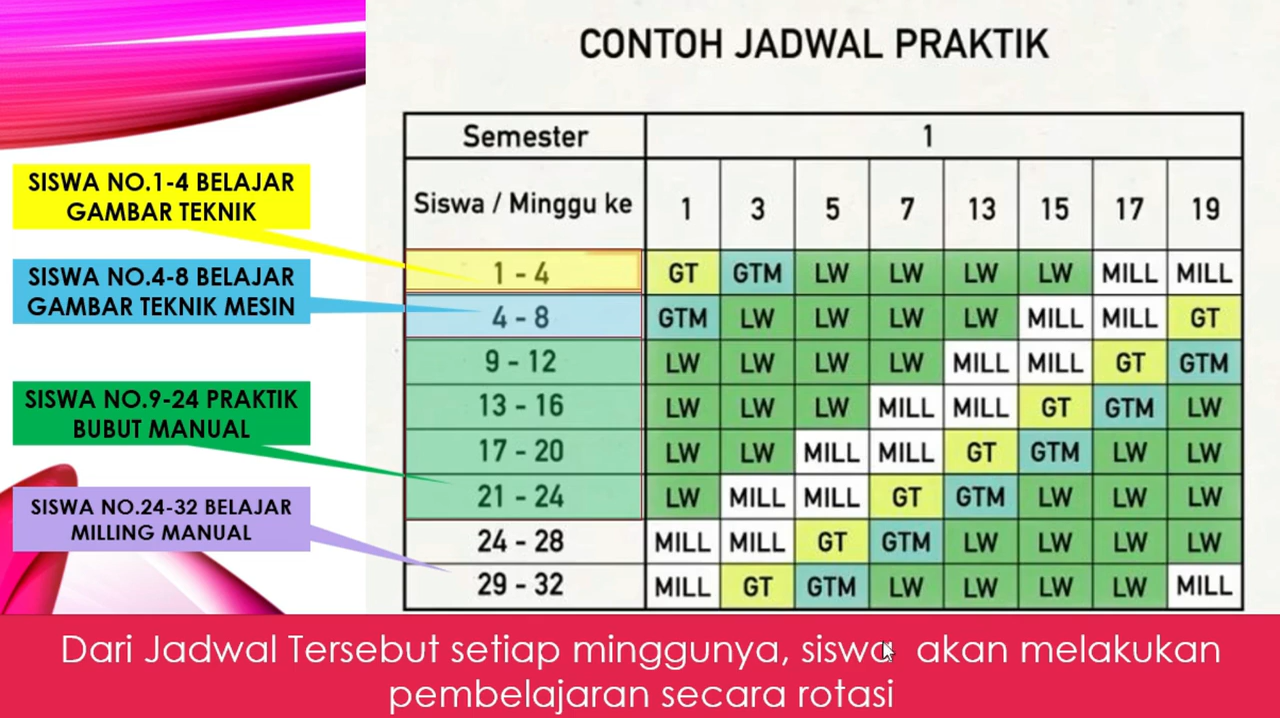 CONTOH JADWAL PRAKTIK
SISWA NO.1-4 BELAJAR
GAMBAR TEKNIK
SISWA NO.4-8 BELAJAR
GAMBAR TEKNIK MESIN
SISWA NO.9-24 PRAKTIK
BUBUT MANUAL
SISWA NO.24-32 BELAJAR
MILLING MANUAL
Semester 1
Siswa / Minggu ke 1 3 5 7 13 15 17 19
1 - 4 GT GTM LW LW LW LW MILL MILL
4 - 8 GTM LW LW LW LW MILL MILL GT
9 - 12 LW LW LW LW MILL MILL GT GTM
13 - 16 LW LW LW MILL MILL GT GTM LW
17 - 20 LW LW MILL MILL GT GTM LW LW
21 - 24 LW MILL MILL GT GTM LW LW LW
24 - 28 MILL MILL GT GTM LW LW LW LW
29 - 32 MILL GT GTM LW LW LW LW MILL
Dari Jadwal Tersebut setiap minggunya, siswa akan melakukan
pembelajaran secara rotasi